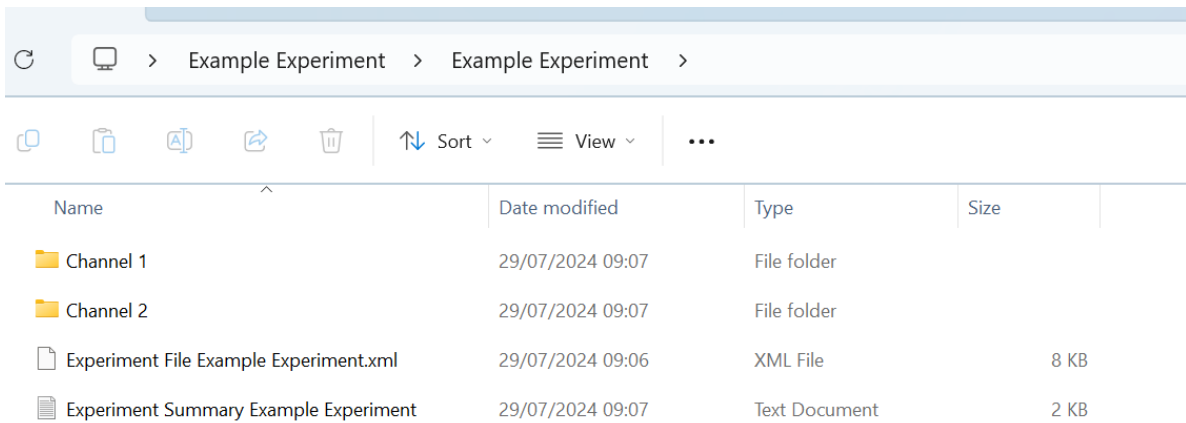 Example Experiment > Example Experiment >
Sort View
Name Date modified Type Size
Channel 1 29/07/2024 09:07 File folder
Channel 2 29/07/2024 09:07 File folder
Experiment File Example Experiment.xml 29/07/2024 09:06 XML File 8 KB
Experiment Summary Example Experiment 29/07/2024 09:07 Text Document 2 KB